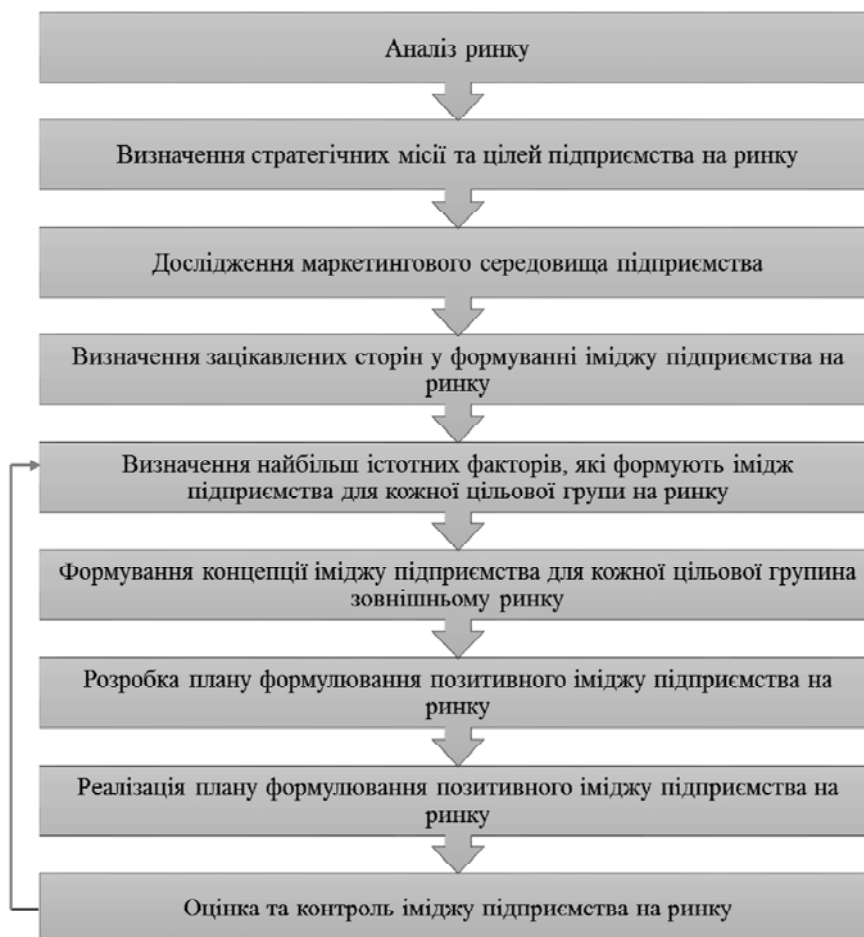 Аналіз ринку
Визначення стратегічних місії та цілей підприємства на ринку
Дослідження маркетингового середовища підприємства
Визначення зацікавлених сторін у формуванні іміджу підприємства на
ринку
Визначення найбільш істотних факторів, які формують імідж
підприємства для кожної цільової групи на ринку
Формування концепції іміджу підприємства для кожної цільової групина
зовнішньому ринку
Розробка плану формулювання позитивного іміджу підприємства на
ринку
Реалізація плану формулювання позитивного іміджу підприємства на
ринку
Оцінка та контроль іміджу підприємства на ринку